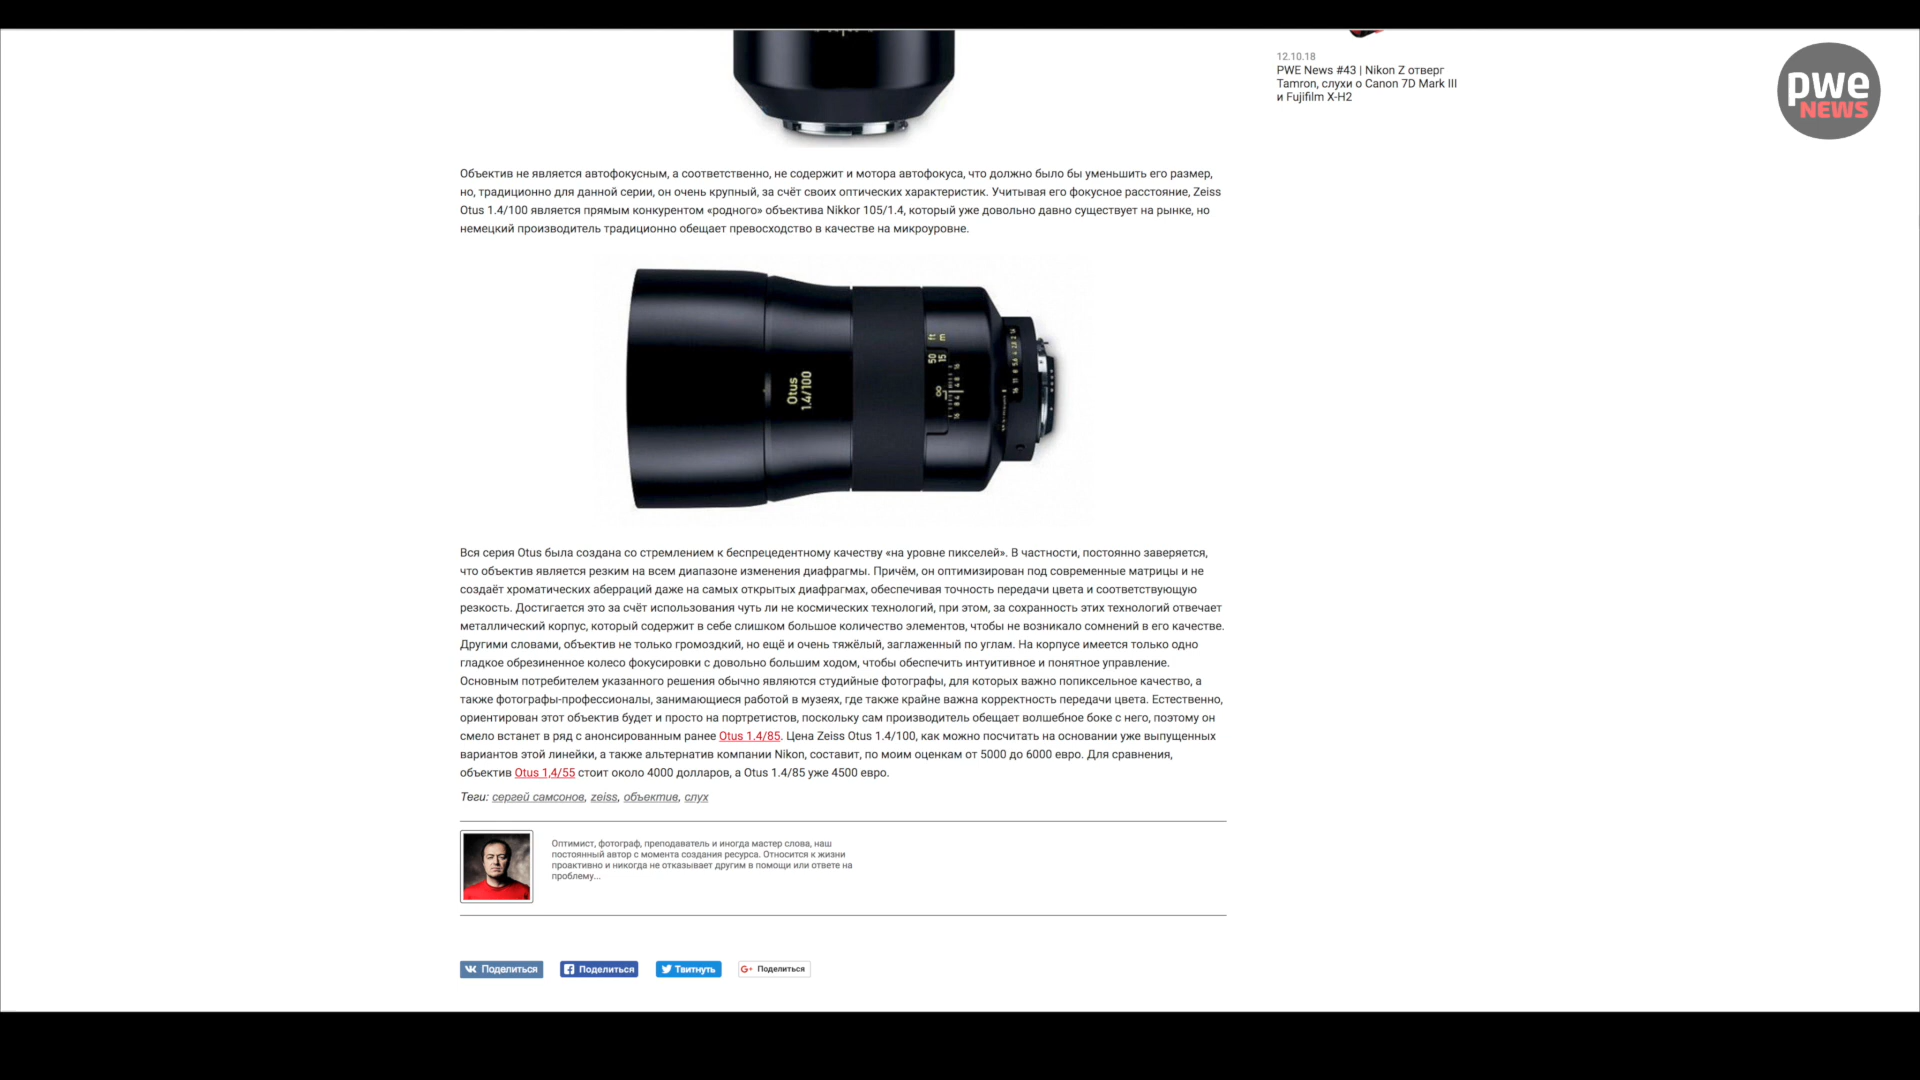 12.10.18
PWE News #43 | Nikon Z отверг
Tamron, слухи о Canon 7D Mark III
и Fujifilm X-H2
pwe
NEWS
Объектив не является автофокусным, а соответственно, не содержит и мотора автофокуса, что должно было бы уменьшить его размер,
но, традиционно для данной серии, он очень крупный, за счёт своих оптических характеристик. Учитывая его фокусное расстояние, Zeiss
Otus 1.4/100 является прямым конкурентом «родного» объектива Nikkor 105/1.4, который уже довольно давно существует на рынке, но
немецкий производитель традиционно обещает превосходство в качестве на микроуровне.
Otus
1.4/100
ft
m
50
15
∞
Вся серия Otus была создана со стремлением к беспрецедентному качеству «на уровне пикселей». В частности, постоянно заверяется,
что объектив является резким на всем диапазоне изменения диафрагмы. Причём, он оптимизирован под современные матрицы и не
создаёт хроматических аберраций даже на самых открытых диафрагмах, обеспечивая точность передачи цвета и соответствующую
резкость. Достигается это за счёт использования чуть ли не космических технологий, при этом, за сохранность этих технологий отвечает
металлический корпус, который содержит в себе слишком большое количество элементов, чтобы не возникало сомнений в его качестве.
Другими словами, объектив не только громоздкий, но ещё и очень тяжёлый, заглаженный по углам. На корпусе имеется только одно
гладкое обрезиненное колесо фокусировки с довольно большим ходом, чтобы обеспечить интуитивное и понятное управление.
Основным потребителем указанного решения обычно являются студийные фотографы, для которых важно попиксельное качество, а
также фотографы-профессионалы, занимающиеся работой в музеях, где также крайне важна корректность передачи цвета. Естественно,
ориентирован этот объектив будет и просто на портретистов, поскольку сам производитель обещает волшебное боке с него, поэтому он
смело встанет в ряд с анонсированным ранее Otus 1.4/85. Цена Zeiss Otus 1.4/100, как можно посчитать на основании уже выпущенных
вариантов этой линейки, а также альтернатив компании Nikon, составит, по моим оценкам от 5000 до 6000 евро. Для сравнения,
объектив Otus 1,4/55 стоит около 4000 долларов, а Otus 1.4/85 уже 4500 евро.
Теги: сергей самсонов, zeiss, объектив, слух
Оптимист, фотограф, преподаватель и иногда мастер слова, наш
постоянный автор с момента создания ресурса. Относится к жизни
проактивно и никогда не отказывает другим в помощи или ответе на
проблему...
Поделиться
Поделиться
Твитнуть
G+ Поделиться